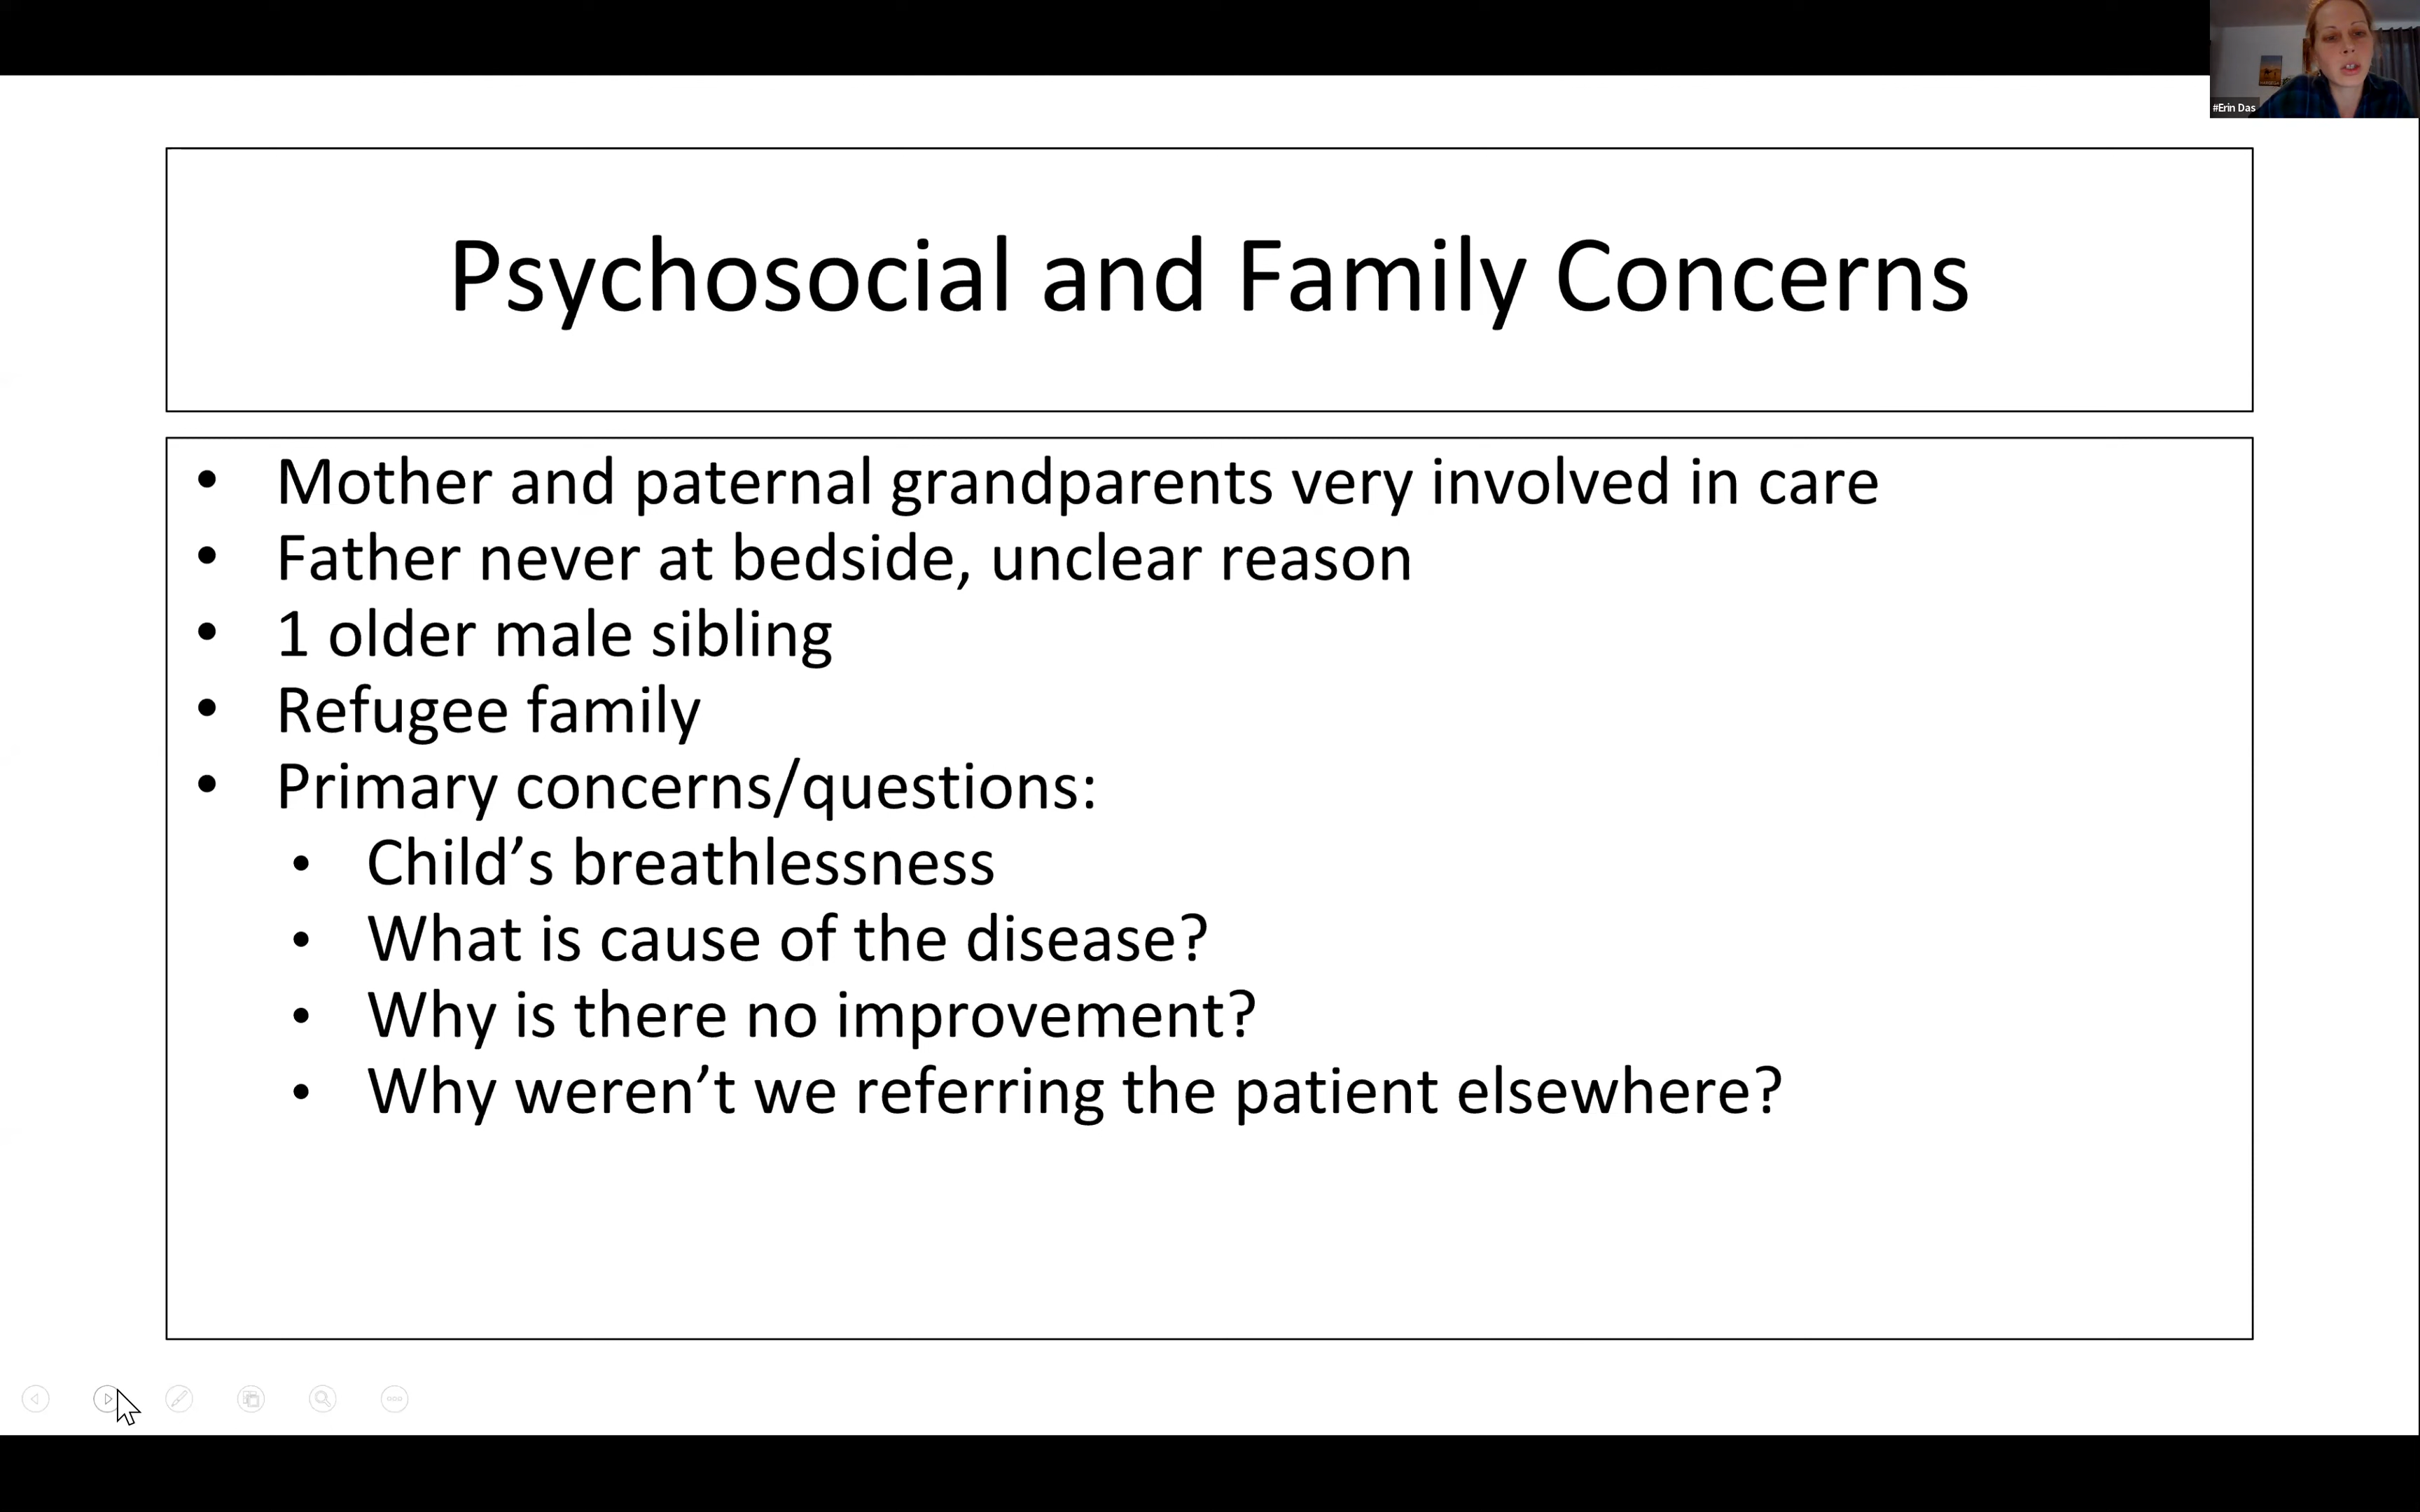 #Erin Das
Psychosocial and Family Concerns
• Mother and paternal grandparents very involved in care
• Father never at bedside, unclear reason
• 1 older male sibling
• Refugee family
• Primary concerns/questions:
• Child’s breathlessness
• What is cause of the disease?
• Why is there no improvement?
• Why weren’t we referring the patient elsewhere?